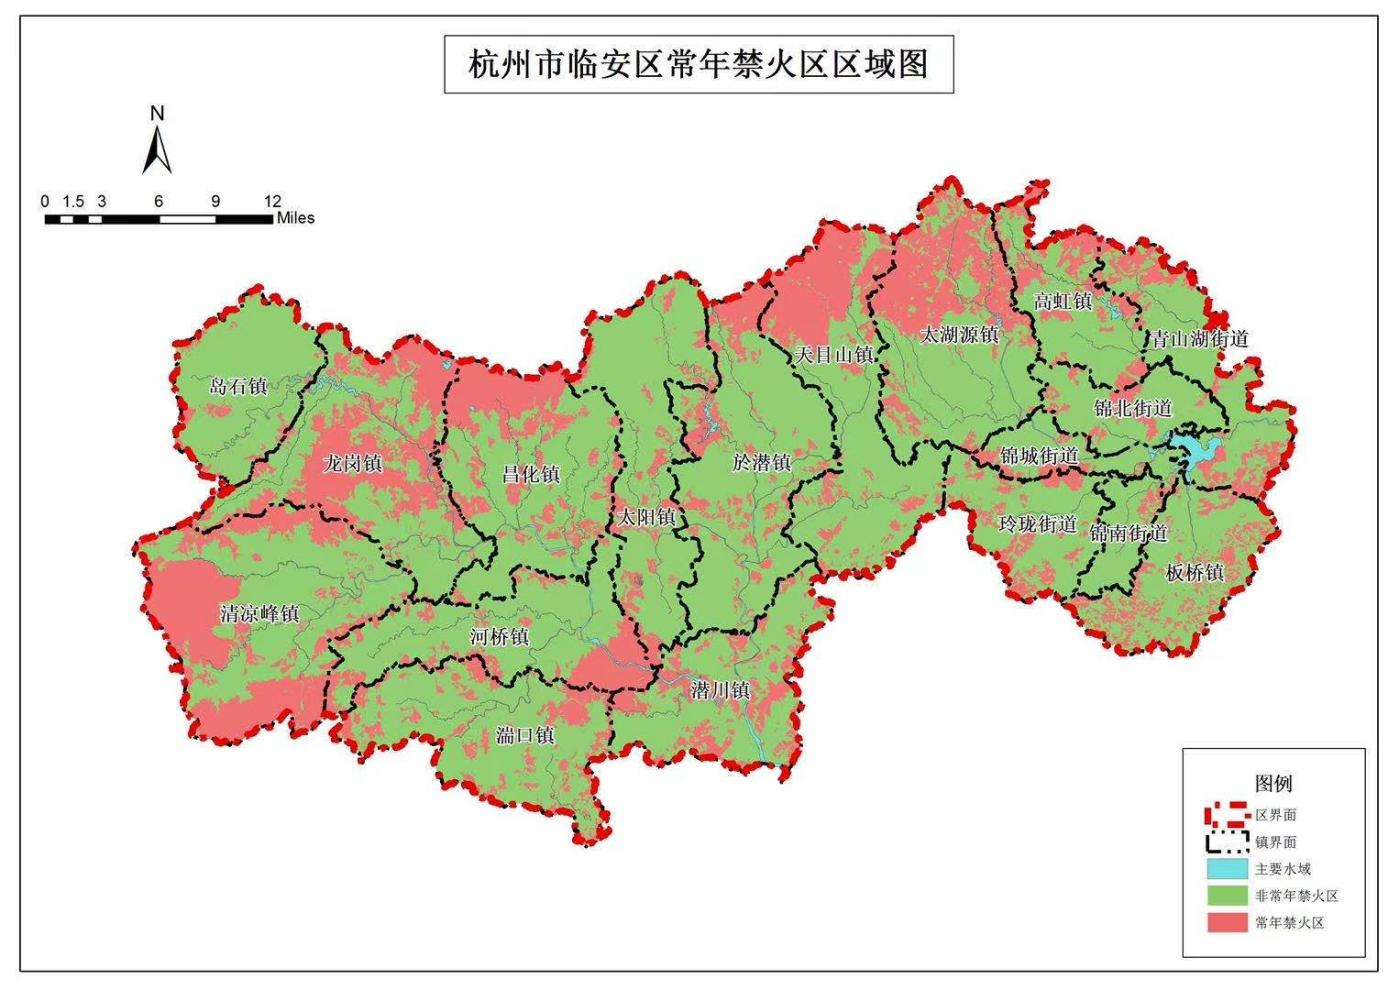 杭州市临安区常年禁火区区域图
N
0 1.5 3 6 9 12
Miles
高虹镇
太湖源镇
青山湖街道
天目山镇
岛石镇
锦北街道
龙岗镇
昌化镇
於潜镇
锦城街道
太阳镇
玲珑街道
锦南街道
板桥镇
清凉峰镇
河桥镇
潜川镇
湍口镇
图例
区界面
镇界面
主要水域
非常年禁火区
常年禁火区